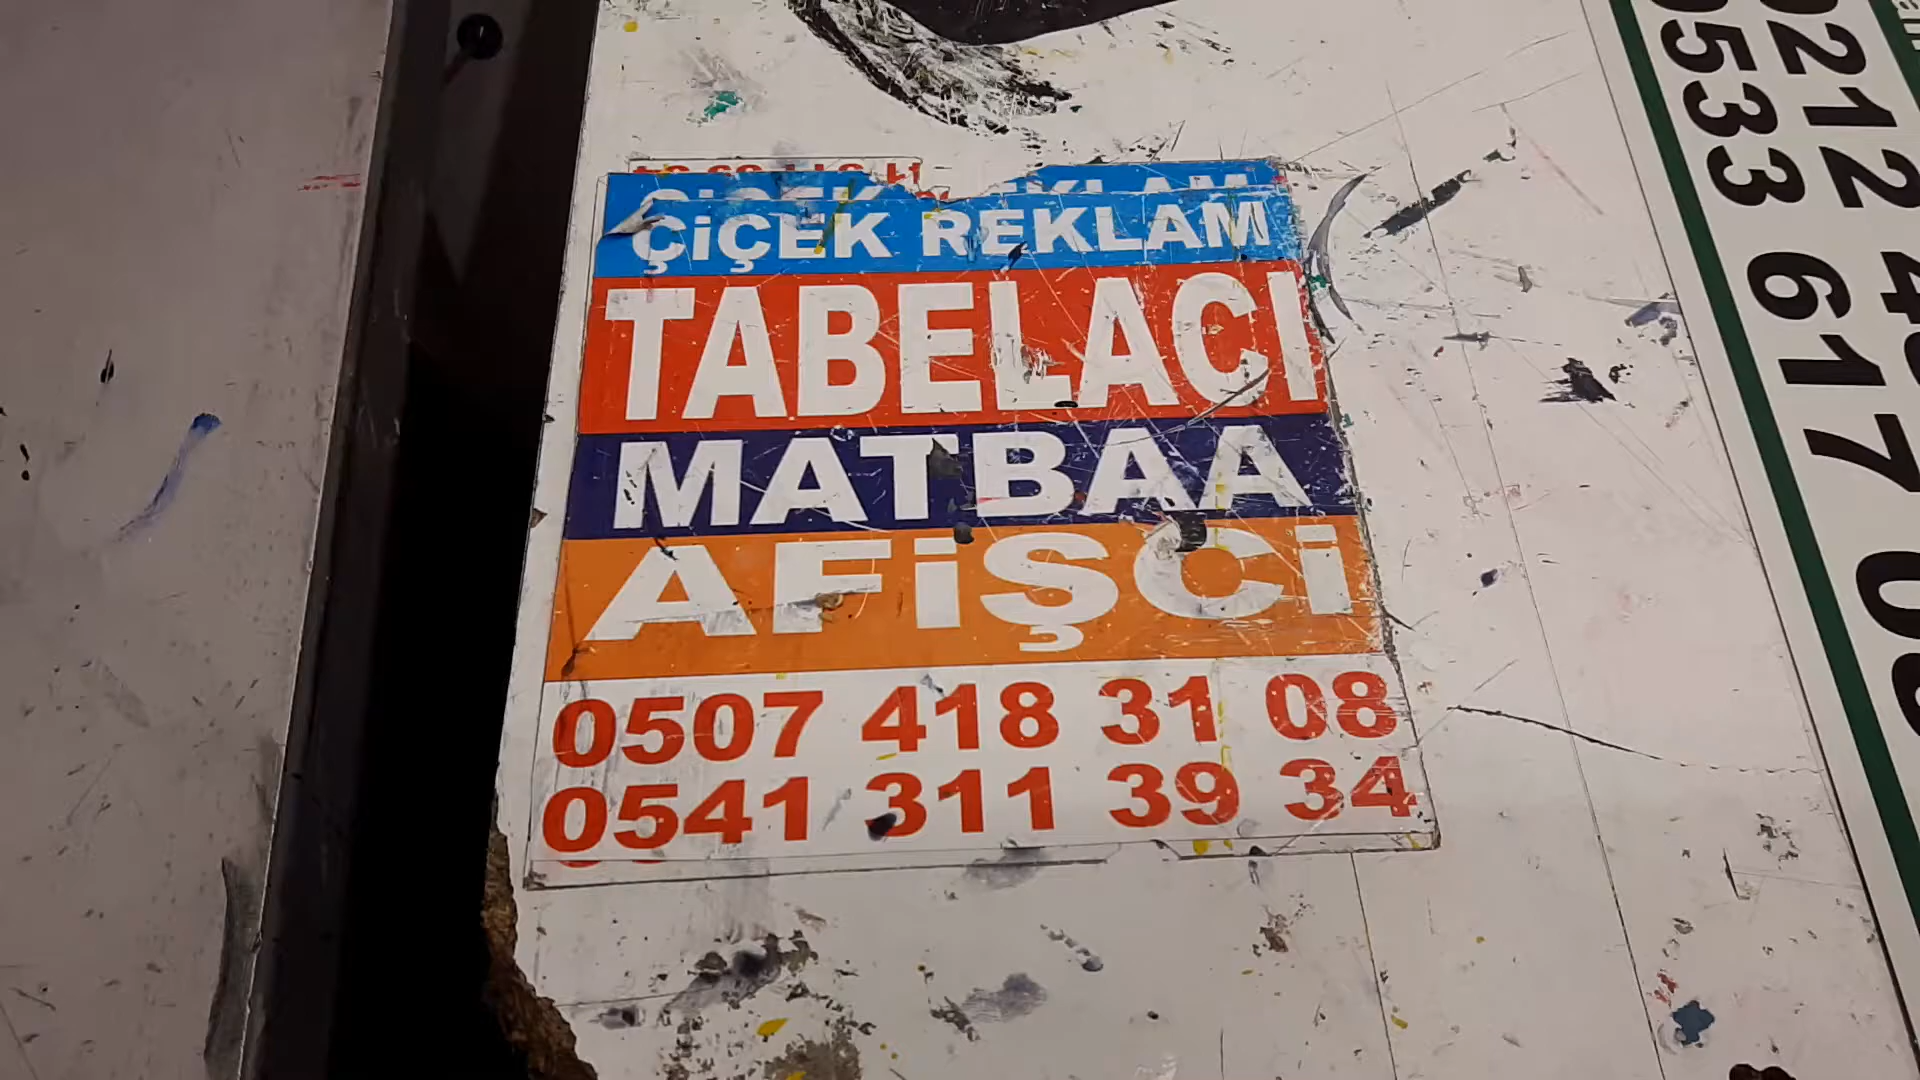 ÇİÇEK REKLAM
TABELACI
MATBAA
AFİŞCİ
0507 418 31 08
0541 311 39 34
0533 617
0212